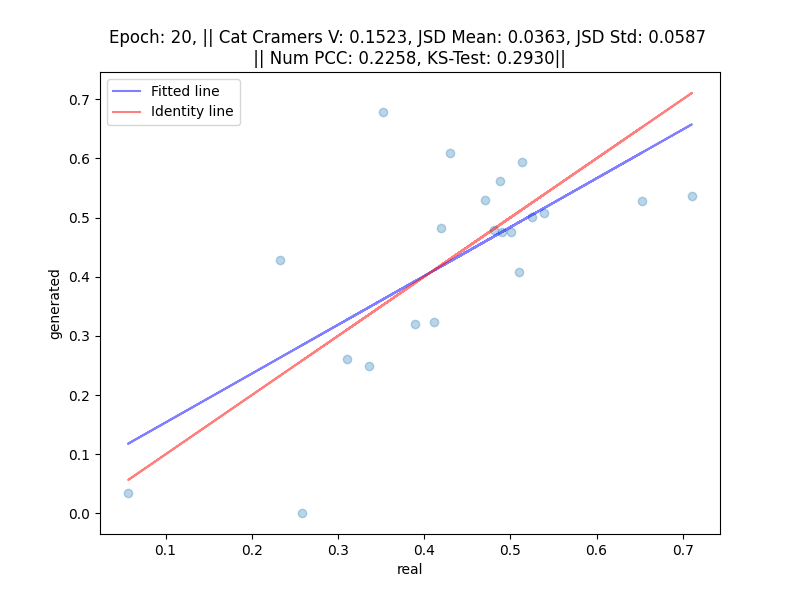 Epoch: 20, || Cat Cramers V: 0.1523, JSD Mean: 0.0363, JSD Std: 0.0587
|| Num PCC: 0.2258, KS-Test: 0.2930||
Fitted line
Identity line
0.7
0.6
0.5
0.4
0.3
0.2
0.1
0.0
generated
0.1 0.2 0.3 0.4 0.5 0.6 0.7
real